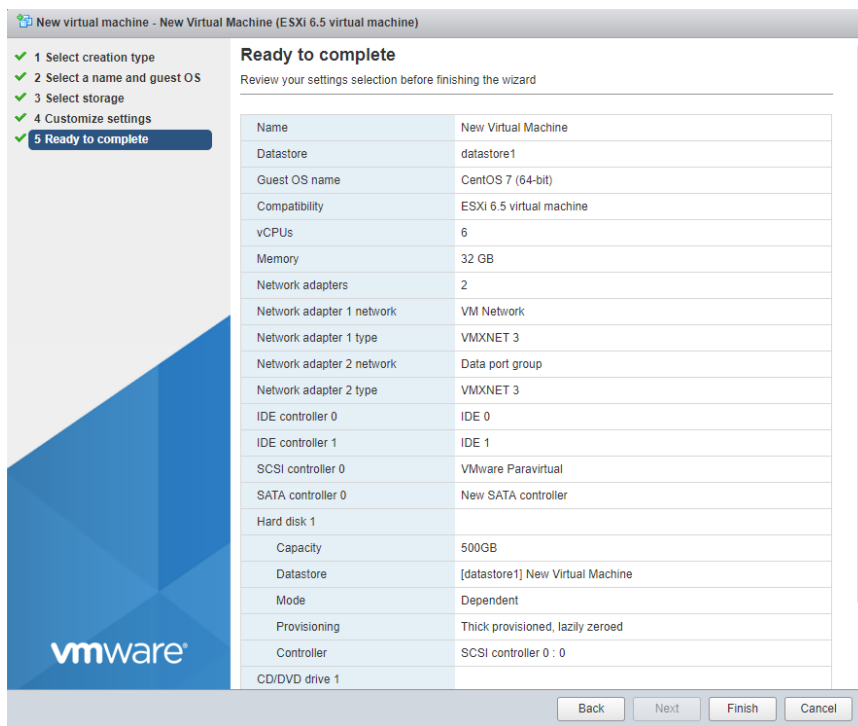 New virtual machine - New Virtual Machine (ESXi 6.5 virtual machine)
1 Select creation type
2 Select a name and guest OS
3 Select storage
4 Customize settings
5 Ready to complete
Ready to complete
Review your settings selection before finishing the wizard
Name New Virtual Machine
Datastore datastore1
Guest OS name CentOS 7 (64-bit)
Compatibility ESXi 6.5 virtual machine
vCPUs 6
Memory 32 GB
Network adapters 2
Network adapter 1 network VM Network
Network adapter 1 type VMXNET 3
Network adapter 2 network Data port group
Network adapter 2 type VMXNET 3
IDE controller 0 IDE 0
IDE controller 1 IDE 1
SCSI controller 0 VMware Paravirtual
SATA controller 0 New SATA controller
Hard disk 1
Capacity 500GB
Datastore [datastore1] New Virtual Machine
Mode Dependent
Provisioning Thick provisioned, lazily zeroed
Controller SCSI controller 0 : 0
CD/DVD drive 1
vmware®
Back Next Finish Cancel